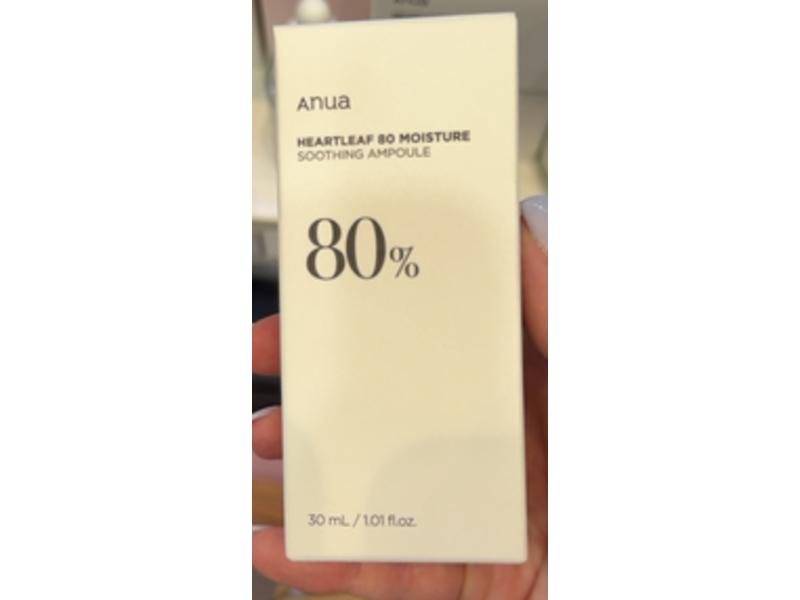 Anua
HEARTLEAF 80 MOISTURE
SOOTHING AMPOULE
80%
30 mL / 1.01 fl.oz.